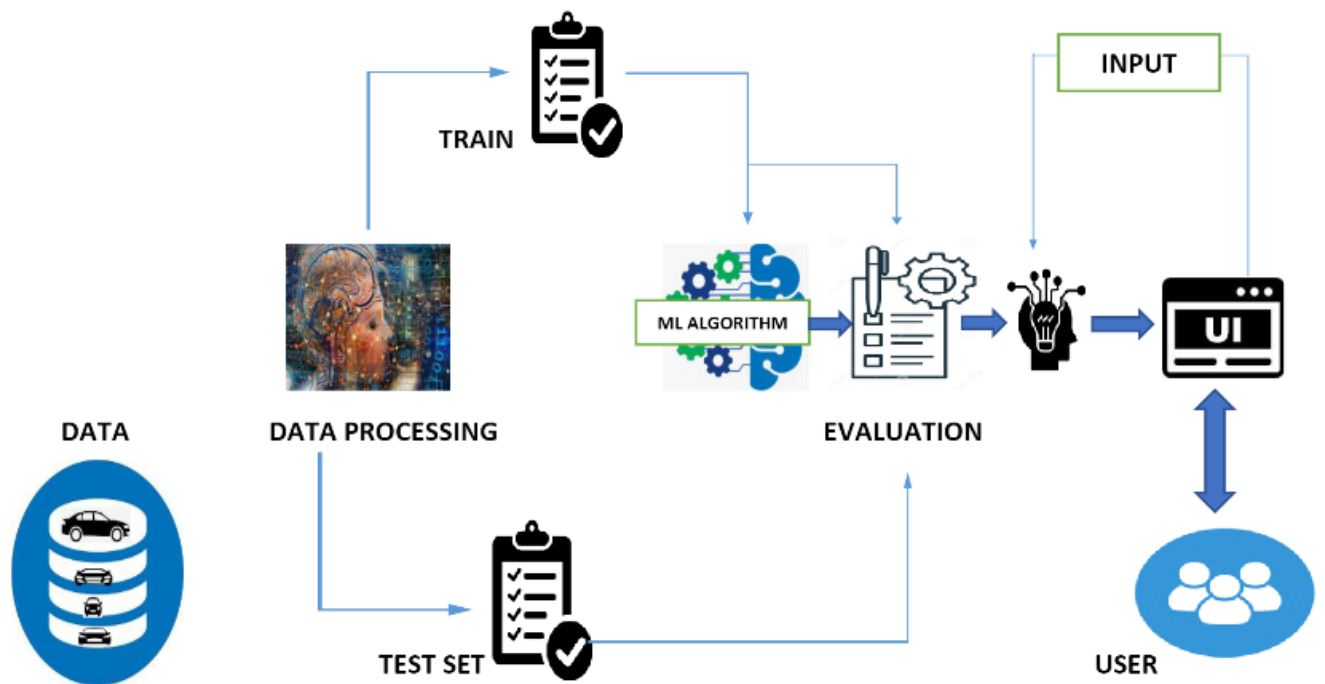 INPUT
TRAIN
ML ALGORITHM
UI
DATA
DATA PROCESSING
EVALUATION
TEST SET
USER